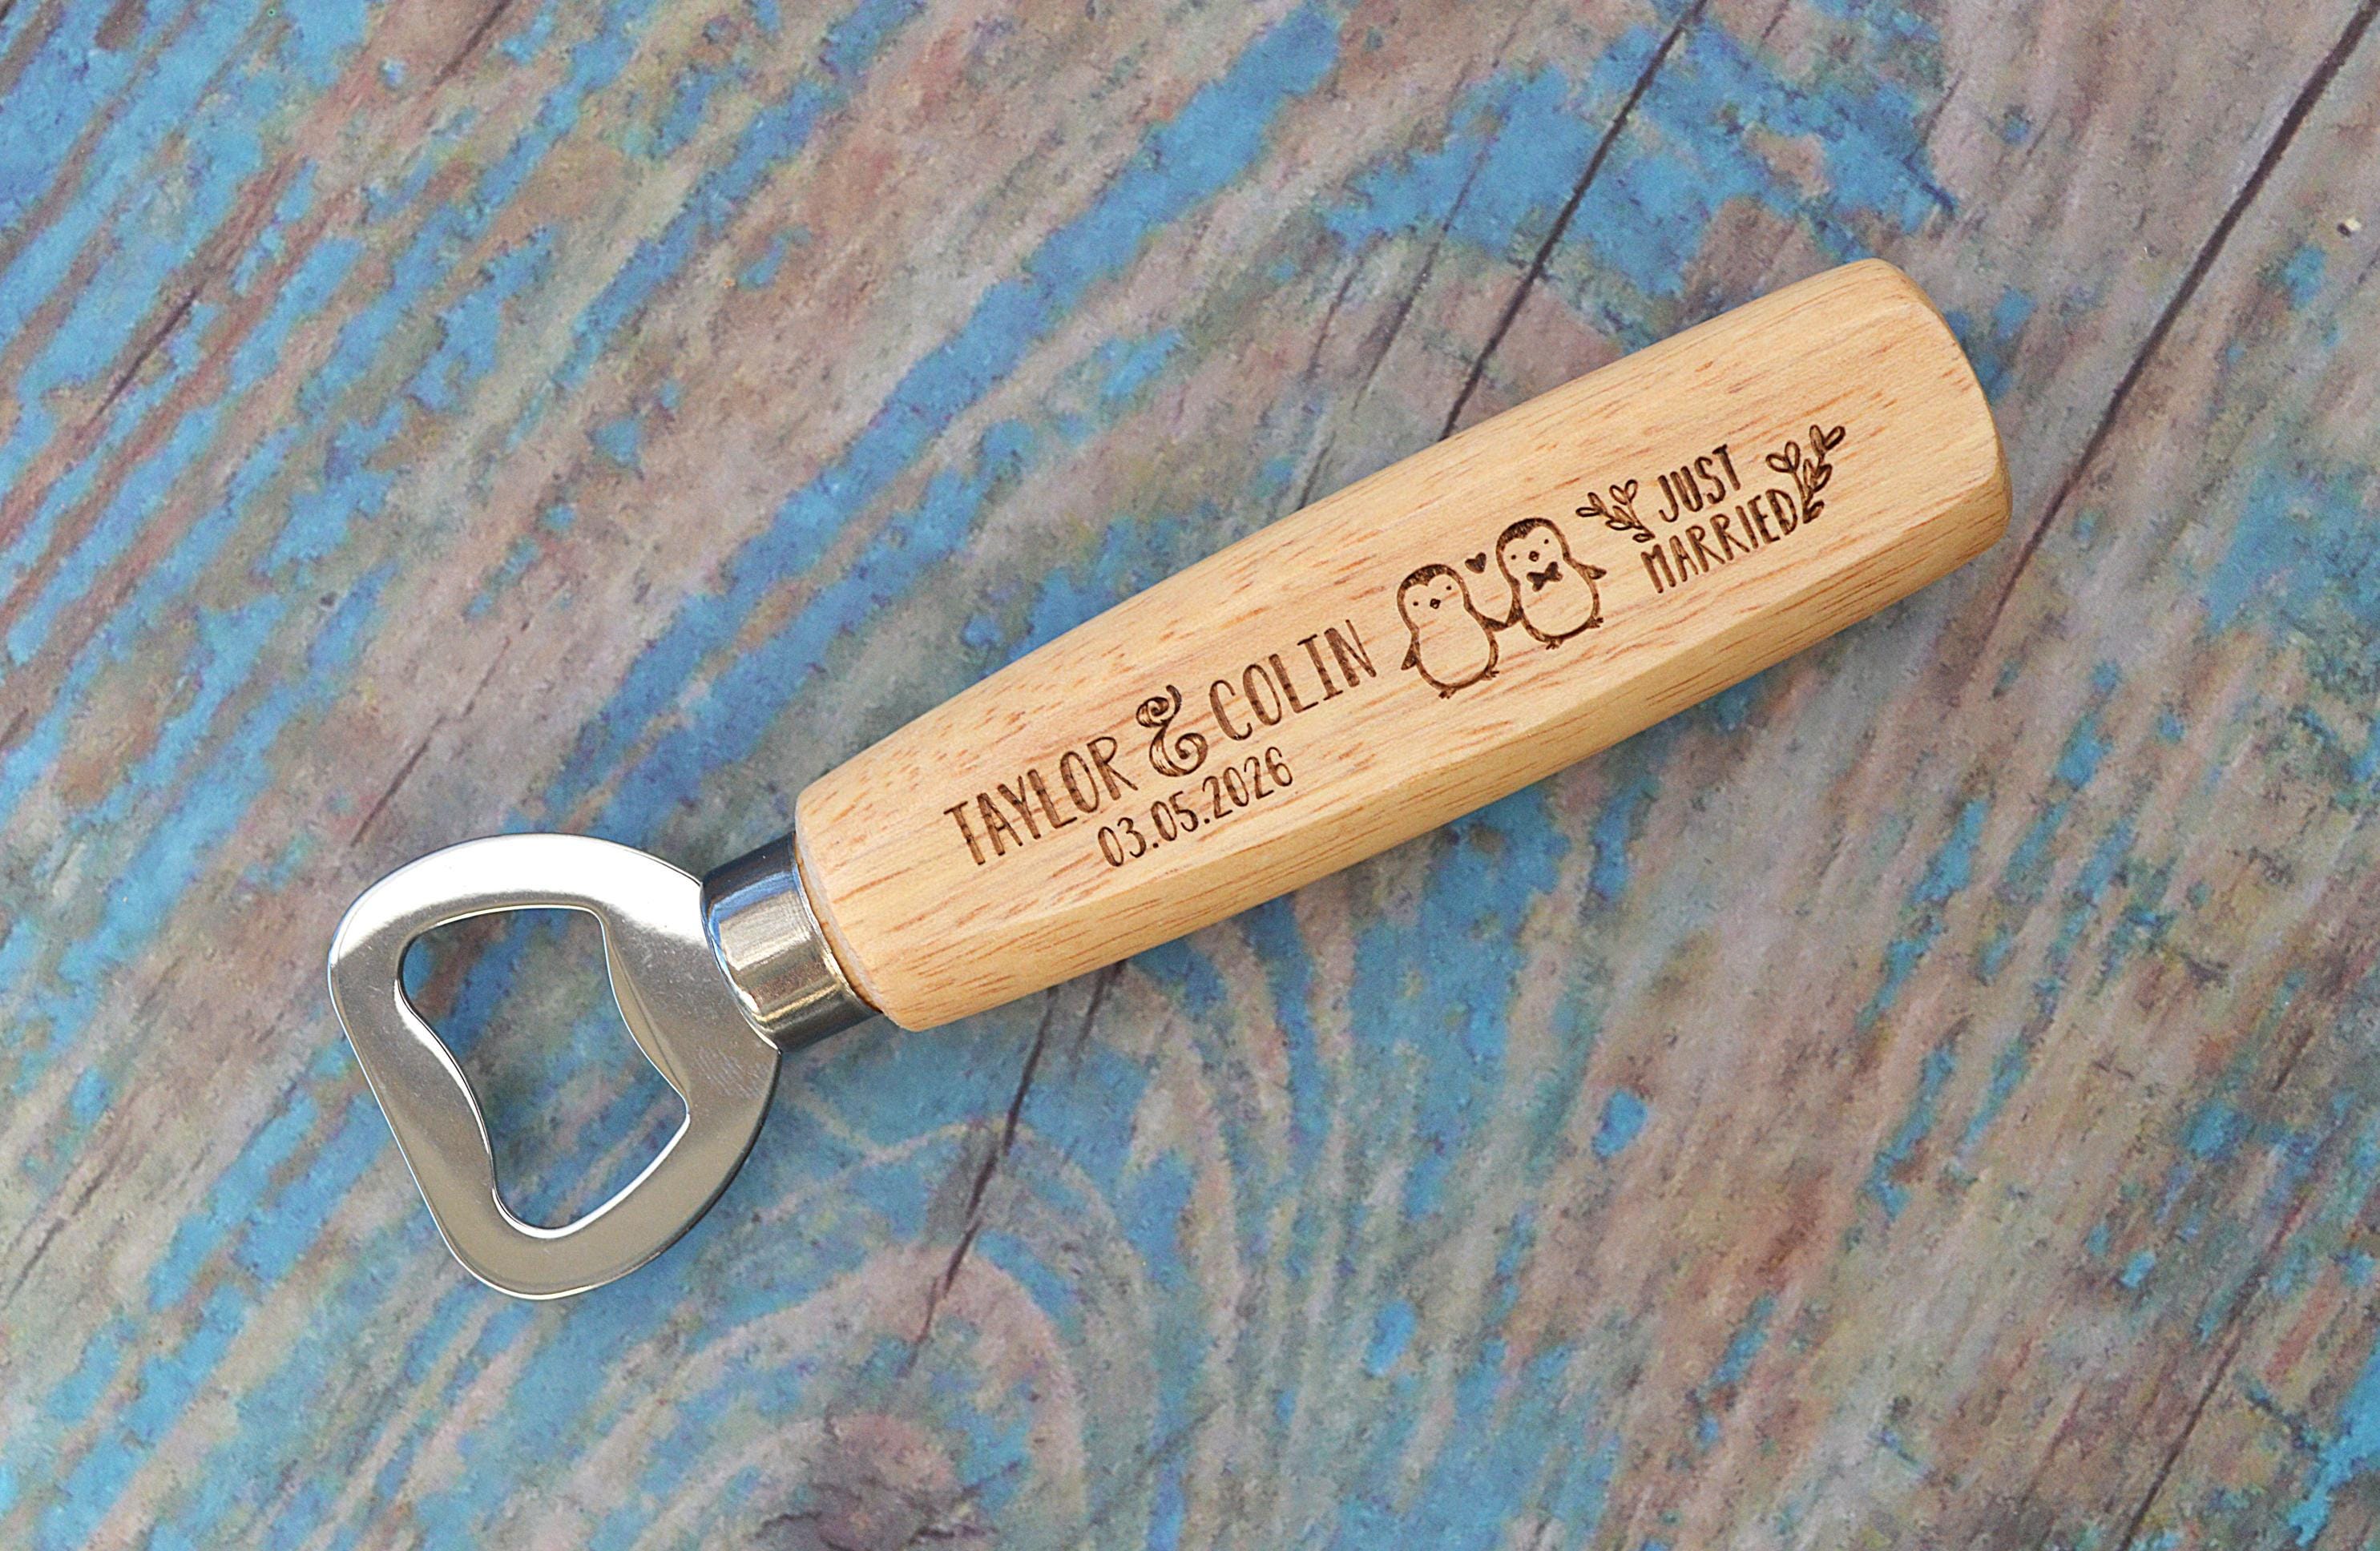 TAYLOR & COLIN
03.05.2026
JUST
MARRIED